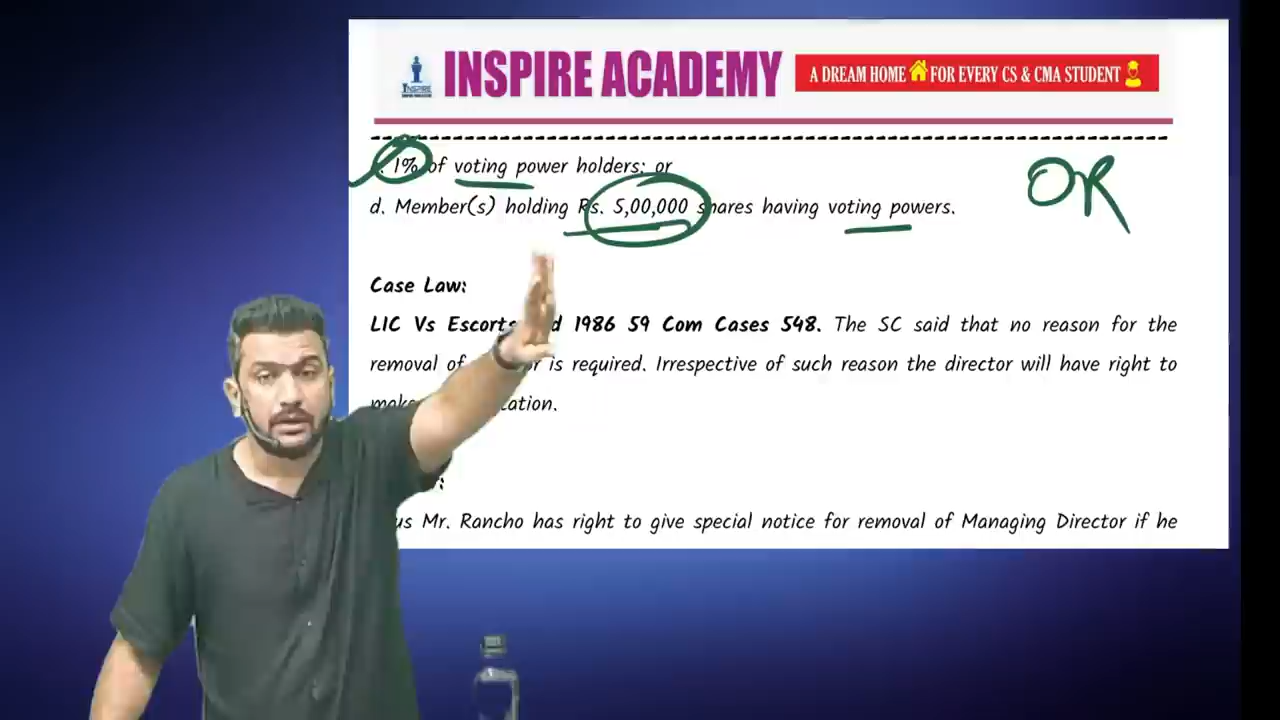 INSPIRE ACADEMY
A DREAM HOME FOR EVERY CS & CMA STUDENT
INSPIRE
1% of voting power holders; or
OR
d. Member(s) holding Rs. 5,00,000 shares having voting powers.
Case Law:
LIC Vs Escorts 1986 59 Com Cases 548. The SC said that no reason for the
removal of is required. Irrespective of such reason the director will have right to
Mr. Rancho has right to give special notice for removal of Managing Director if he